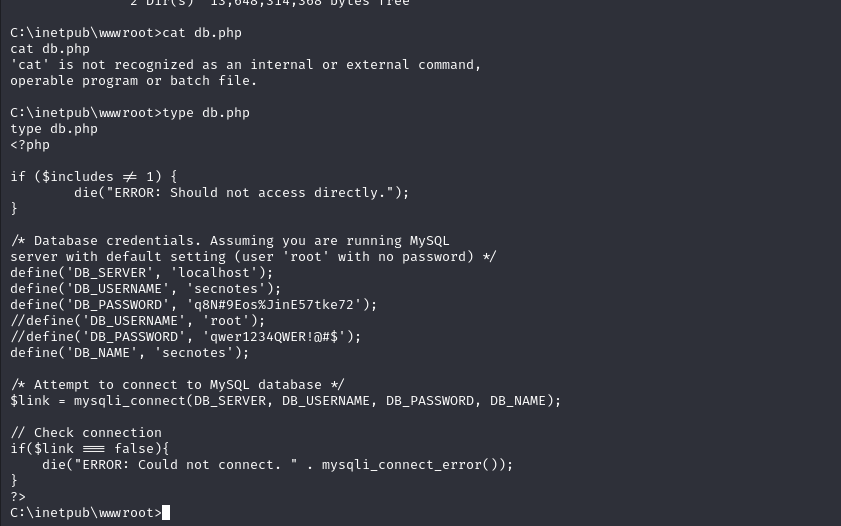 2 Dir(s)  13,648,314,368 bytes free
C:\inetpub\wwwroot>cat db.php
cat db.php
'cat' is not recognized as an internal or external command,
operable program or batch file.
C:\inetpub\wwwroot>type db.php
type db.php
<?php
if ($includes != 1) {
        die("ERROR: Should not access directly.");
}
/* Database credentials. Assuming you are running MySQL
server with default setting (user 'root' with no password) */
define('DB_SERVER', 'localhost');
define('DB_USERNAME', 'secnotes');
define('DB_PASSWORD', 'q8N#9Eos%JinE57tke72');
//define('DB_USERNAME', 'root');
//define('DB_PASSWORD', 'qwer1234QWER!@#$');
define('DB_NAME', 'secnotes');
/* Attempt to connect to MySQL database */
$link = mysqli_connect(DB_SERVER, DB_USERNAME, DB_PASSWORD, DB_NAME);
// Check connection
if($link === false){
    die("ERROR: Could not connect. " . mysqli_connect_error());
}
?>
C:\inetpub\wwwroot>